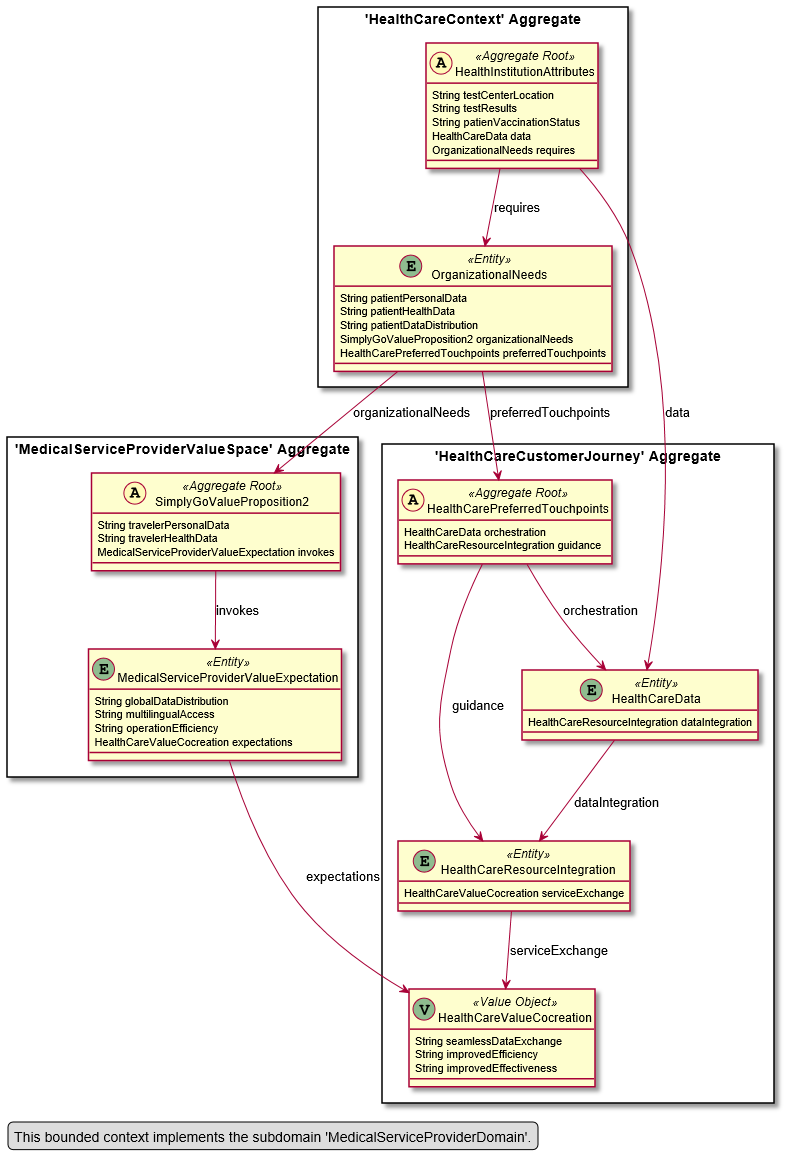 'HealthCareContext' Aggregate
A
«Aggregate Root»
HealthInstitutionAttributes
String testCenterLocation
String testResults
String patienVaccinationStatus
HealthCareData data
OrganizationalNeeds requires
requires
E
«Entity»
OrganizationalNeeds
String patientPersonalData
String patientHealthData
String patientDataDistribution
SimplyGoValueProposition2 organizationalNeeds
HealthCarePreferredTouchpoints preferredTouchpoints
organizationalNeeds
preferredTouchpoints
data
'MedicalServiceProviderValueSpace' Aggregate
A
«Aggregate Root»
SimplyGoValueProposition2
String travelerPersonalData
String travelerHealthData
MedicalServiceProviderValueExpectation invokes
invokes
E
«Entity»
MedicalServiceProviderValueExpectation
String globalDataDistribution
String multilingualAccess
String operationEfficiency
HealthCareValueCocreation expectations
expectations
'HealthCareCustomerJourney' Aggregate
A
«Aggregate Root»
HealthCarePreferredTouchpoints
HealthCareData orchestration
HealthCareResourceIntegration guidance
orchestration
guidance
E
«Entity»
HealthCareData
HealthCareResourceIntegration dataIntegration
dataIntegration
E
«Entity»
HealthCareResourceIntegration
HealthCareValueCocreation serviceExchange
serviceExchange
V
«Value Object»
HealthCareValueCocreation
String seamlessDataExchange
String improvedEfficiency
String improvedEffectiveness
This bounded context implements the subdomain 'MedicalServiceProviderDomain'.